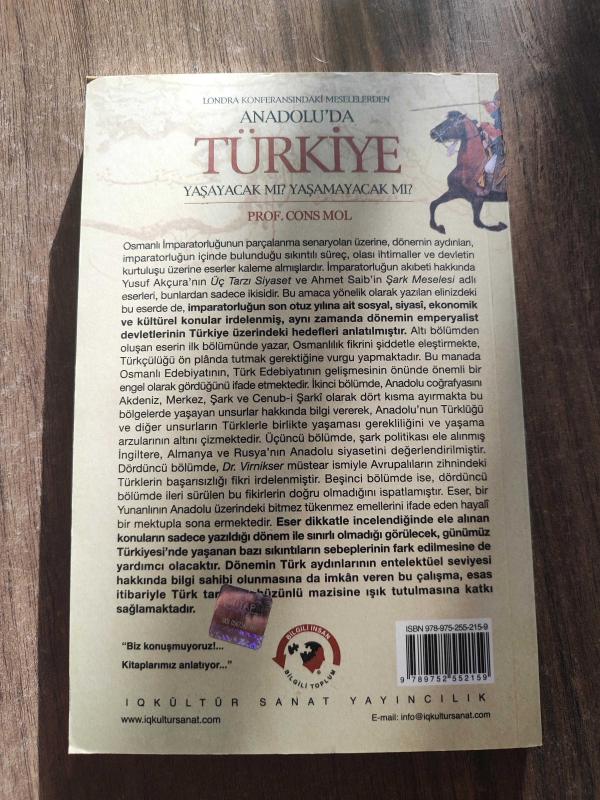 LONDRA KONFERANSINDAKİ MESELELERDEN
ANADOLU'DA
TÜRKİYE
YAŞAYACAK MI? YAŞAMAYACAK MI?
PROF. CONS MOL
Osmanlı İmparatorluğunun parçalanma senaryoları üzerine, dönemin aydınları,
imparatorluğun içinde bulunduğu sıkıntılı süreç, olası ihtimaller ve devletin
kurtuluşu üzerine eserler kaleme almışlardır. İmparatorluğun akıbeti hakkında
Yusuf Akçura'nın Üç Tarzı Siyaset ve Ahmet Saib'in Şark Meselesi adlı
eserleri, bunlardan sadece ikisidir. Bu amaca yönelik olarak yazılan elinizdeki
bu eserde de, imparatorluğun son otuz yılına ait sosyal, siyasî, ekonomik
ve kültürel konular irdelenmiş, aynı zamanda dönemin emperyalist
devletlerinin Türkiye üzerindeki hedefleri anlatılmıştır. Altı bölümden
oluşan eserin ilk bölümünde yazar, Osmanlılık fikrini şiddetle eleştirmekte,
Türkçülüğü ön plânda tutmak gerektiğine vurgu yapmaktadır. Bu manada
Osmanlı Edebiyatının, Türk Edebiyatının gelişmesinin önünde önemli bir
engel olarak gördüğünü ifade etmektedir. İkinci bölümde, Anadolu coğrafyasını
Akdeniz, Merkez, Şark ve Cenub-i Şarkî olarak dört kısma ayırmakta bu
bölgelerde yaşayan unsurlar hakkında bilgi vererek, Anadolu'nun Türklüğü
ve diğer unsurların Türklerle birlikte yaşaması gerekliliğini ve yaşama
arzularının altını çizmektedir. Üçüncü bölümde, şark politikası ele alınmış
İngiltere, Almanya ve Rusya'nın Anadolu siyasetini değerlendirilmiştir.
Dördüncü bölümde, Dr. Virnikser müstear ismiyle Avrupalıların zihnindeki
Türklerin başarısızlığı fikri irdelenmiştir. Beşinci bölümde ise, dördüncü
bölümde ileri sürülen bu fikirlerin doğru olmadığını ispatlamıştır. Eser, bir
Yunanlının Anadolu üzerindeki bitmez tükenmez emellerini ifade eden hayalî
bir mektupla sona ermektedir. Eser dikkatle incelendiğinde ele alınan
konuların sadece yazıldığı dönem ile sınırlı olmadığı görülecek, günümüz
Türkiyesi'nde yaşanan bazı sıkıntıların sebeplerinin fark edilmesine de
yardımcı olacaktır. Dönemin Türk aydınlarının entelektüel seviyesi
hakkında bilgi sahibi olunmasına da imkân veren bu çalışma, esas
itibariyle Türk hüzünlü mazisine ışık tutulmasına katkı
sağlamaktadır.
"Biz konuşmuyoruz!...
Kitaplarımız anlatıyor..."
BİLGİLİ İNSAN
BİLGİLİ TOPLUM
ISBN 978-975-255-215-9
9 789752 552159
IQ KÜLTÜR SANAT YAYINCILIK
www.iqkultursanat.com
E-mail: info@iqkultursanat.com